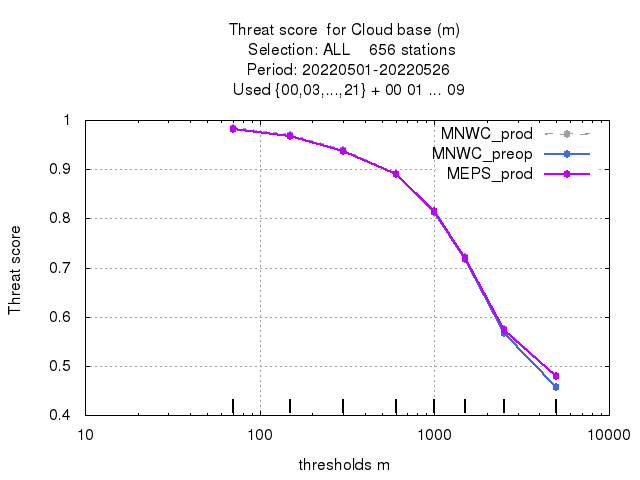 Threat score for Cloud base (m)
Selection: ALL 656 stations
Period: 20220501-20220526
Used {00,03,...,21} + 00 01 ... 09
MNWC_prod
MNWC_preop
MEPS_prod
1
0.9
0.8
0.7
0.6
0.5
0.4
Threat score
10 100 1000 10000
thresholds m